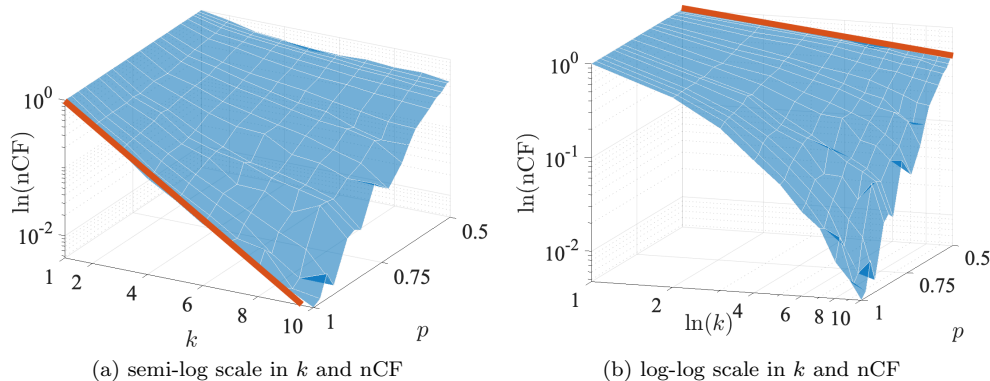 ln(nCF)
10^0
10^{-2}
1
2
4
6
8
10
k
1
0.75
0.5
p
(a) semi-log scale in k and nCF
ln(nCF)
10^0
10^{-1}
10^{-2}
1
2
4
6
8
10
ln(k)
1
0.75
0.5
p
(b) log-log scale in k and nCF